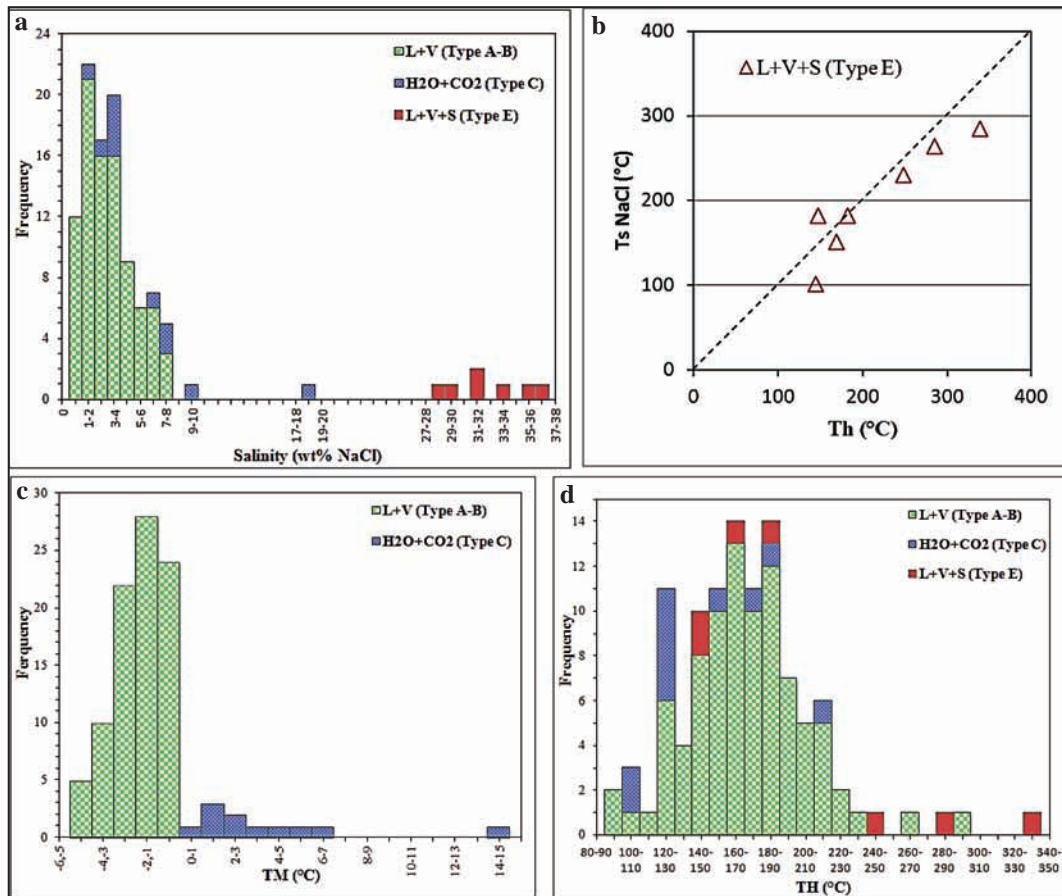 a
24
20
16
12
8
4
0
Frequency
L+V (Type A-B)
H2O+CO2 (Type C)
L+V+S (Type E)
0
1-2
3-4
5-6
7-8
9-10
17-18
19-20
27-28
29-30
31-32
33-34
35-36
37-38
Salinity (wt% NaCl)
b
400
300
200
100
0
Ts NaCl (°C)
L+V+S (Type E)
0 100 200 300 400
Th (°C)
c
30
25
20
15
10
5
0
Ferquency
L+V (Type A-B)
H2O+CO2 (Type C)
-6,-5
-4,-3
-2,-1
0-1
2-3
4-5
6-7
8-9
10-11
12-13
14-15
TM (°C)
d
14
12
10
8
6
4
2
0
Frequency
L+V (Type A-B)
H2O+CO2 (Type C)
L+V+S (Type E)
80-90
100-110
120-130
140-150
160-170
180-190
200-210
220-230
240-250
260-270
280-290
320-330
340-350
TH (°C)